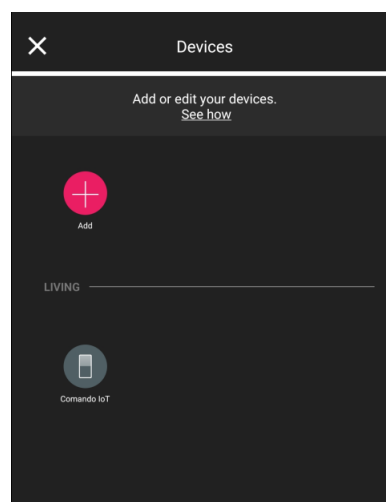 Devices
Add or edit your devices.
See how
Add
LIVING
Comando IoT